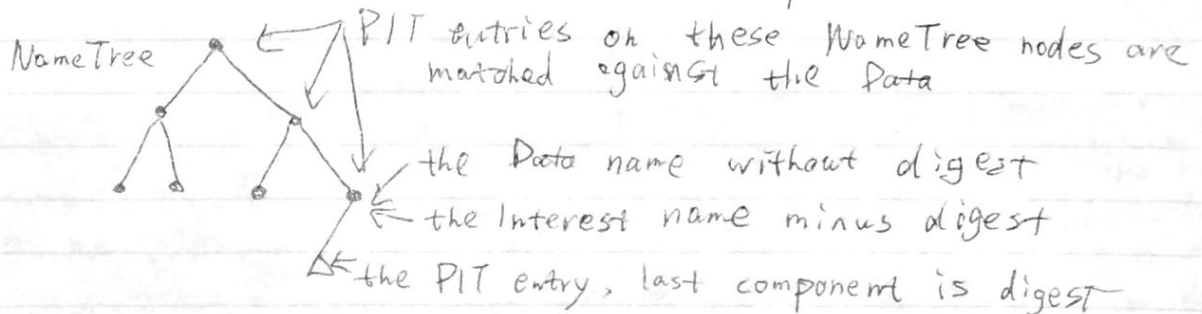 NameTree
PIT entries on these NameTree nodes are
matched against the Data
the Data name without digest
the Interest name minus digest
the PIT entry, last component is digest